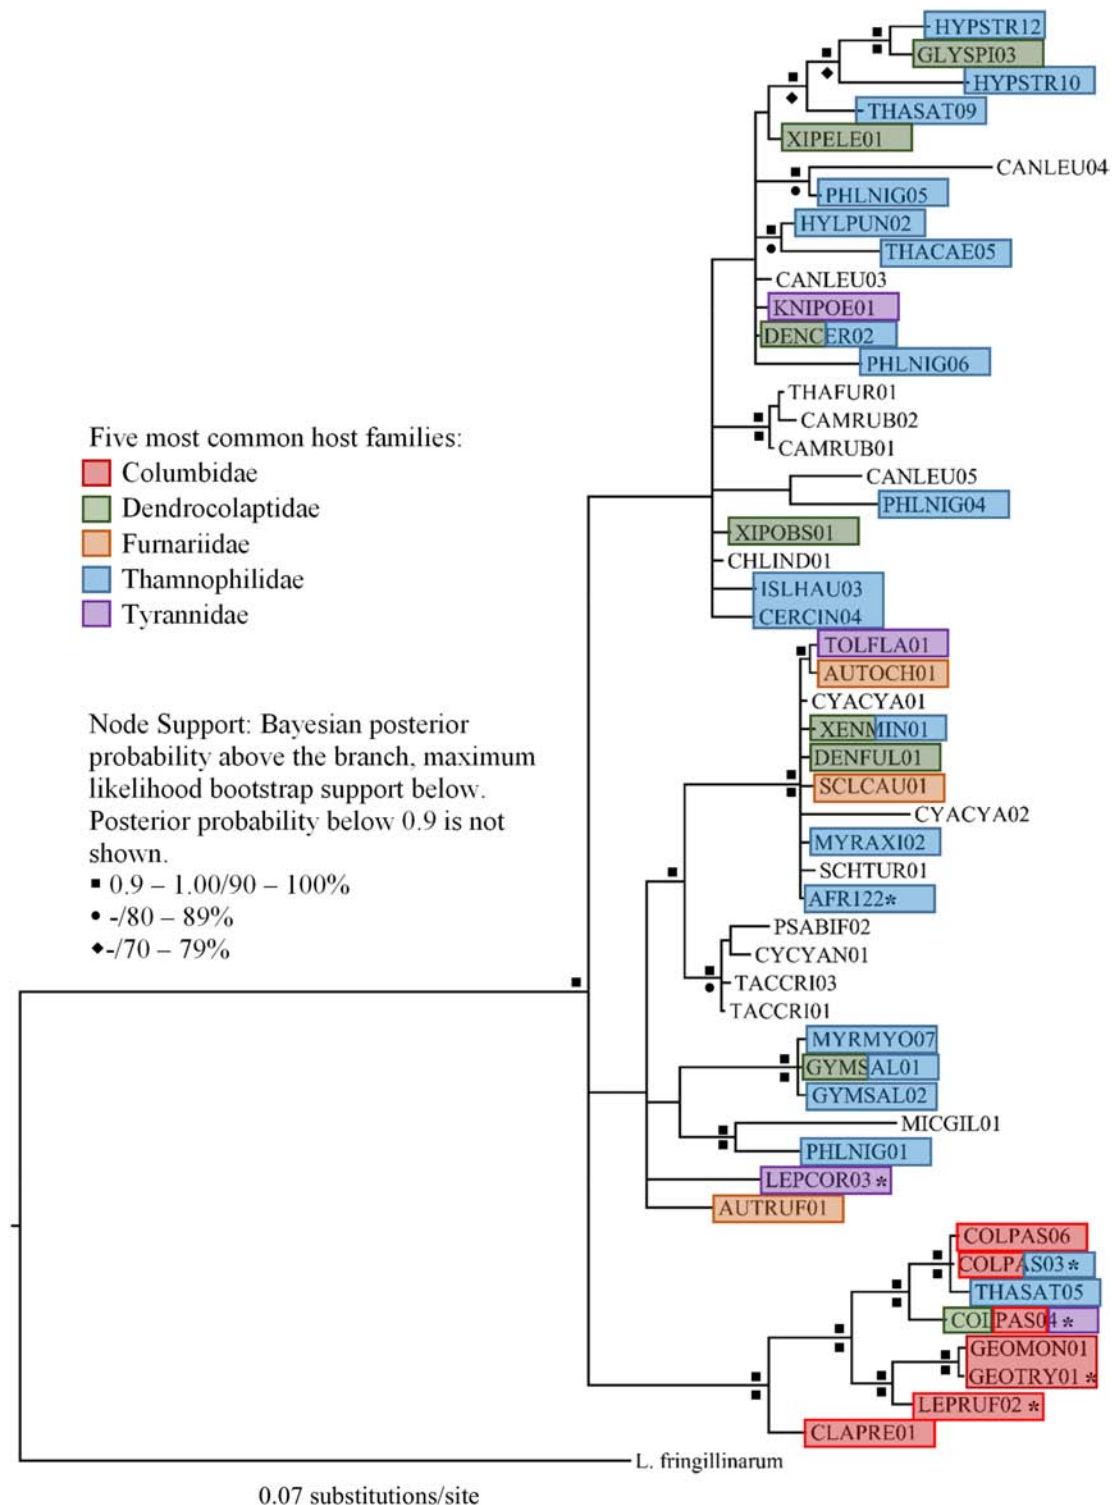 HYPSTR12
GLYSPI03
HYPSTR10
THASAT09
XIPELE01
CANLEU04
PHLNIG05
HYLPUN02
THACAE05
CANLEU03
KNIPOE01
DENCER02
PHLNIG06
THAFUR01
CAMRUB02
CAMRUB01
CANLEU05
PHLNIG04
XIPOBS01
CHLIND01
ISLHAU03
CERCIN04
TOLFLA01
AUTOCH01
CYACYA01
XENMIN01
DENFUL01
SCLCAU01
CYACYA02
MYRAXI02
SCHTUR01
AFR122*
PSABIF02
CYCYAN01
TACCRI03
TACCRI01
MYRMYO07
GYMSAL01
GYMSAL02
MICGIL01
PHLNIG01
LEPCOR03 *
AUTRUF01
COLPAS06
COLPAS03 *
THASAT05
COLPAS04 *
GEOMON01
GEOTRY01 *
LEPRUF02 *
CLAPRE01
L. fringillinarum
Five most common host families:
Columbidae
Dendrocolaptidae
Furnariidae
Thamnophilidae
Tyrannidae
Node Support: Bayesian posterior
probability above the branch, maximum
likelihood bootstrap support below.
Posterior probability below 0.9 is not
shown.
■ 0.9 – 1.00/90 – 100%
● -/80 – 89%
◆-/70 – 79%
0.07 substitutions/site